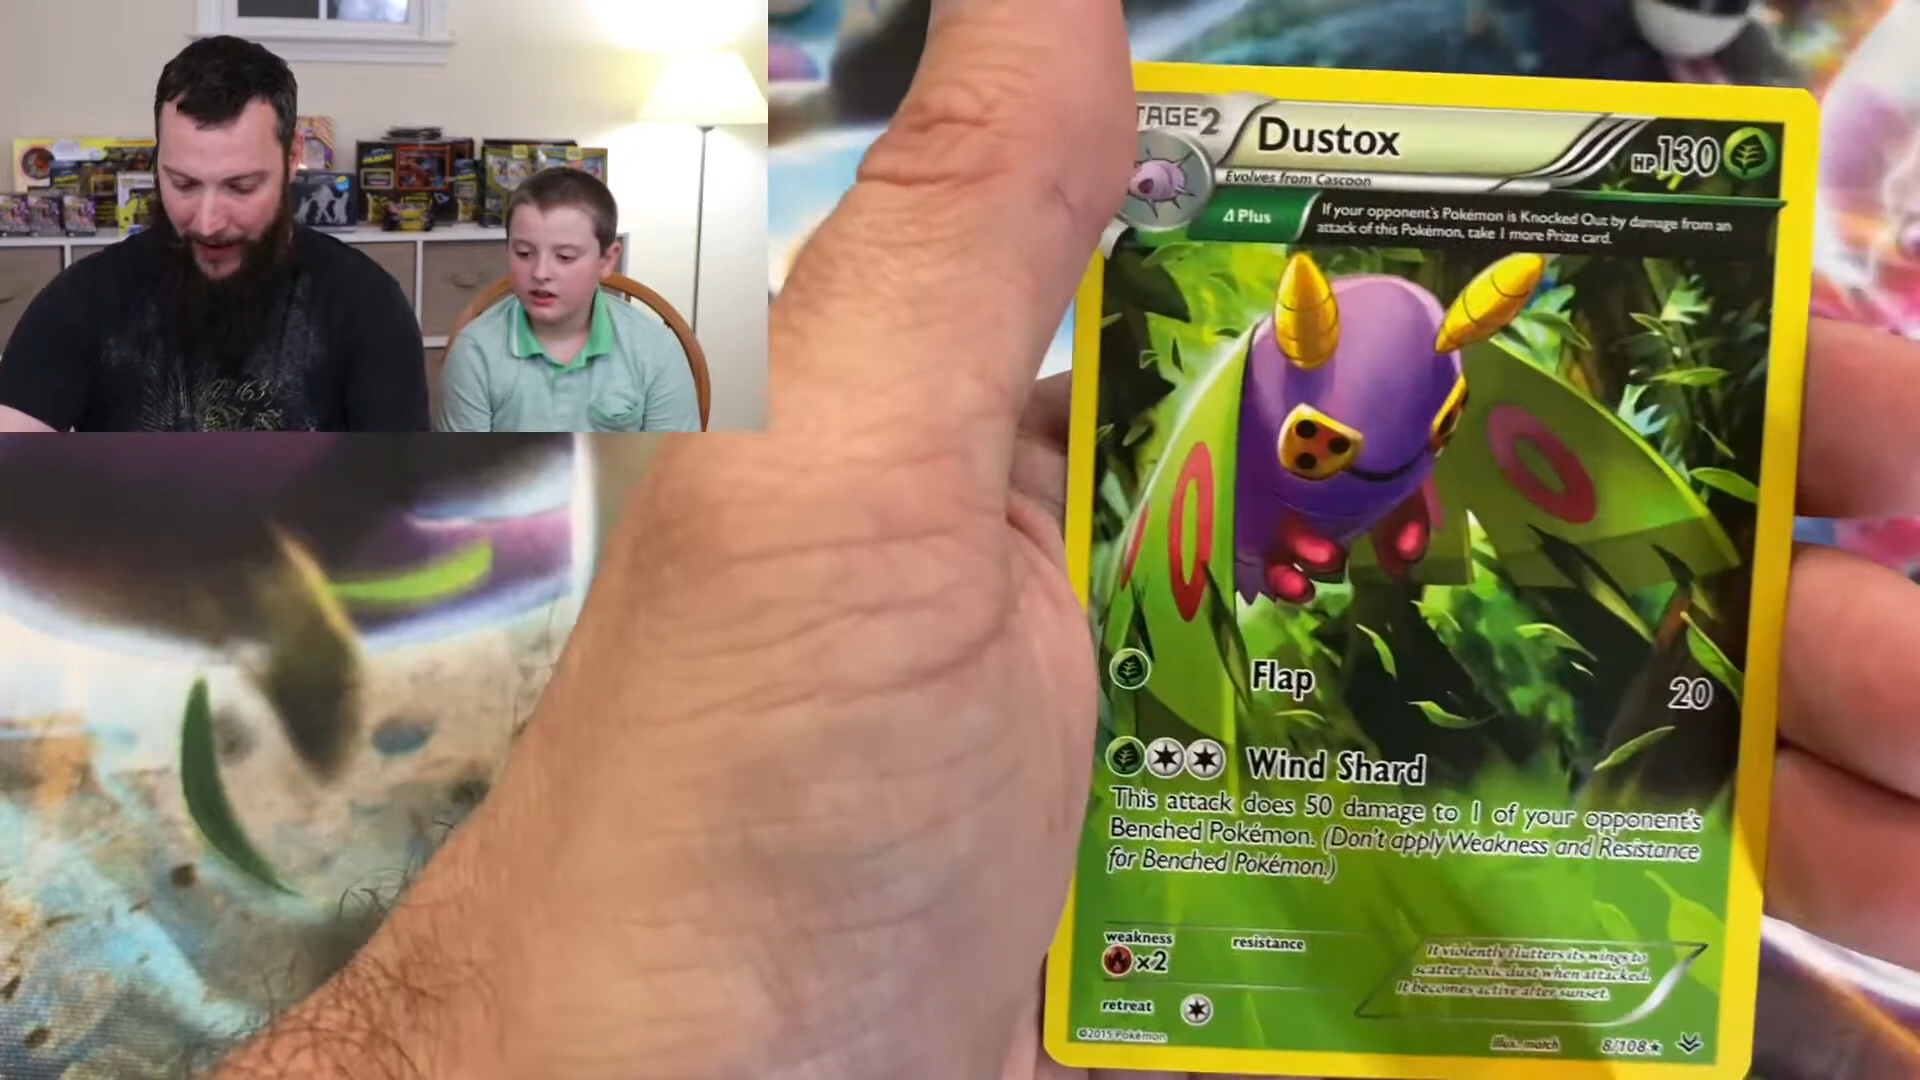 TAGE2
Dustox
HP130
Evolves from Cascoon
Δ Plus
If your opponent's Pokémon is Knocked Out by damage from an
attack of this Pokémon, take 1 more Prize card.
Flap
20
Wind Shard
This attack does 50 damage to 1 of your opponent's
Benched Pokémon. (Don't apply Weakness and Resistance
for Benched Pokémon.)
weakness
×2
resistance
It violently flutters its wings to
scatter toxic dust when attacked.
It becomes active after sunset.
retreat
©2015 Pokémon
Illus. match
8/108★